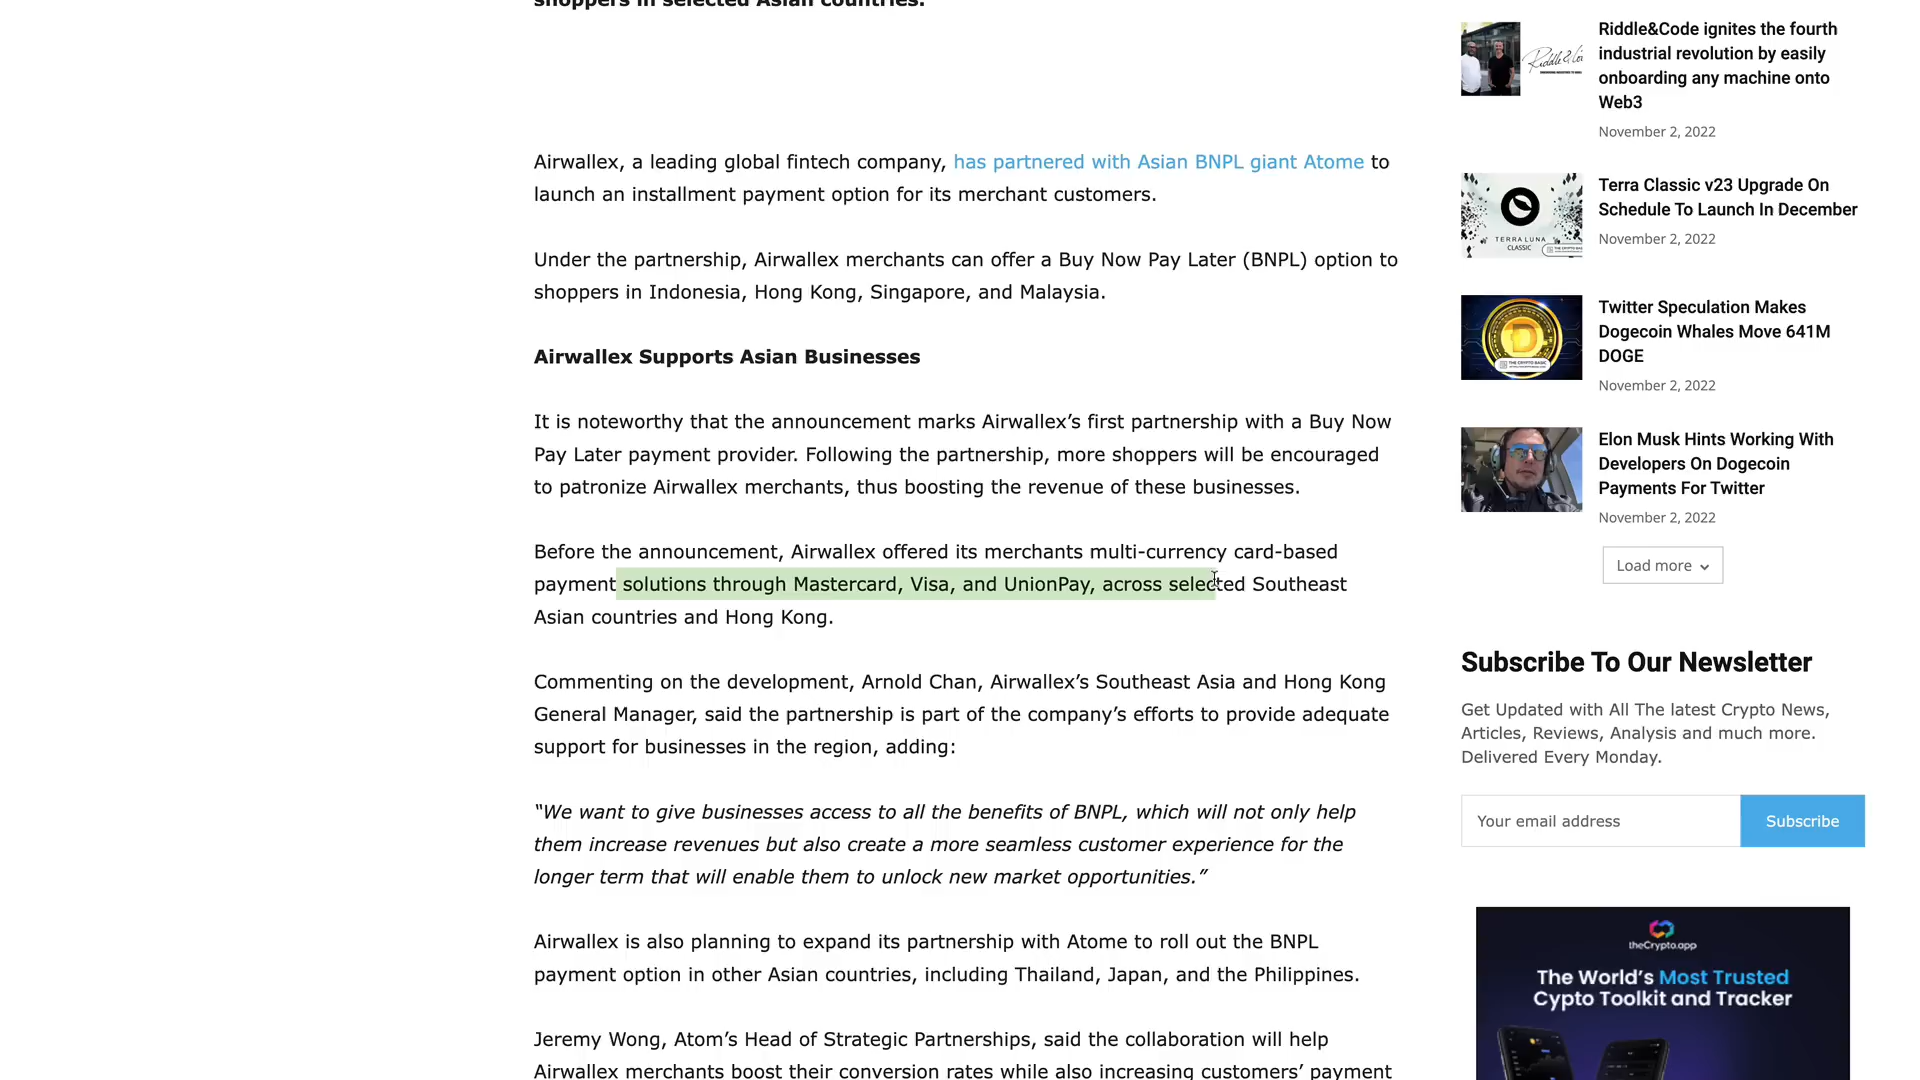 shoppers in selected Asian countries.
Airwallex, a leading global fintech company, has partnered with Asian BNPL giant Atome to
launch an installment payment option for its merchant customers.
Under the partnership, Airwallex merchants can offer a Buy Now Pay Later (BNPL) option to
shoppers in Indonesia, Hong Kong, Singapore, and Malaysia.
Airwallex Supports Asian Businesses
It is noteworthy that the announcement marks Airwallex’s first partnership with a Buy Now
Pay Later payment provider. Following the partnership, more shoppers will be encouraged
to patronize Airwallex merchants, thus boosting the revenue of these businesses.
Before the announcement, Airwallex offered its merchants multi-currency card-based
payment solutions through Mastercard, Visa, and UnionPay, across selected Southeast
Asian countries and Hong Kong.
Commenting on the development, Arnold Chan, Airwallex’s Southeast Asia and Hong Kong
General Manager, said the partnership is part of the company’s efforts to provide adequate
support for businesses in the region, adding:
“We want to give businesses access to all the benefits of BNPL, which will not only help
them increase revenues but also create a more seamless customer experience for the
longer term that will enable them to unlock new market opportunities.”
Airwallex is also planning to expand its partnership with Atome to roll out the BNPL
payment option in other Asian countries, including Thailand, Japan, and the Philippines.
Jeremy Wong, Atom’s Head of Strategic Partnerships, said the collaboration will help
Airwallex merchants boost their conversion rates while also increasing customers’ payment
Riddle&Code ignites the fourth
industrial revolution by easily
onboarding any machine onto
Web3
November 2, 2022
TERRA LUNA
CLASSIC
Terra Classic v23 Upgrade On
Schedule To Launch In December
November 2, 2022
THE CRYPTO BASIC
Twitter Speculation Makes
Dogecoin Whales Move 641M
DOGE
November 2, 2022
Elon Musk Hints Working With
Developers On Dogecoin
Payments For Twitter
November 2, 2022
Load more
Subscribe To Our Newsletter
Get Updated with All The latest Crypto News,
Articles, Reviews, Analysis and much more.
Delivered Every Monday.
Your email address
Subscribe
theCrypto.app
The World’s Most Trusted
Cypto Toolkit and Tracker